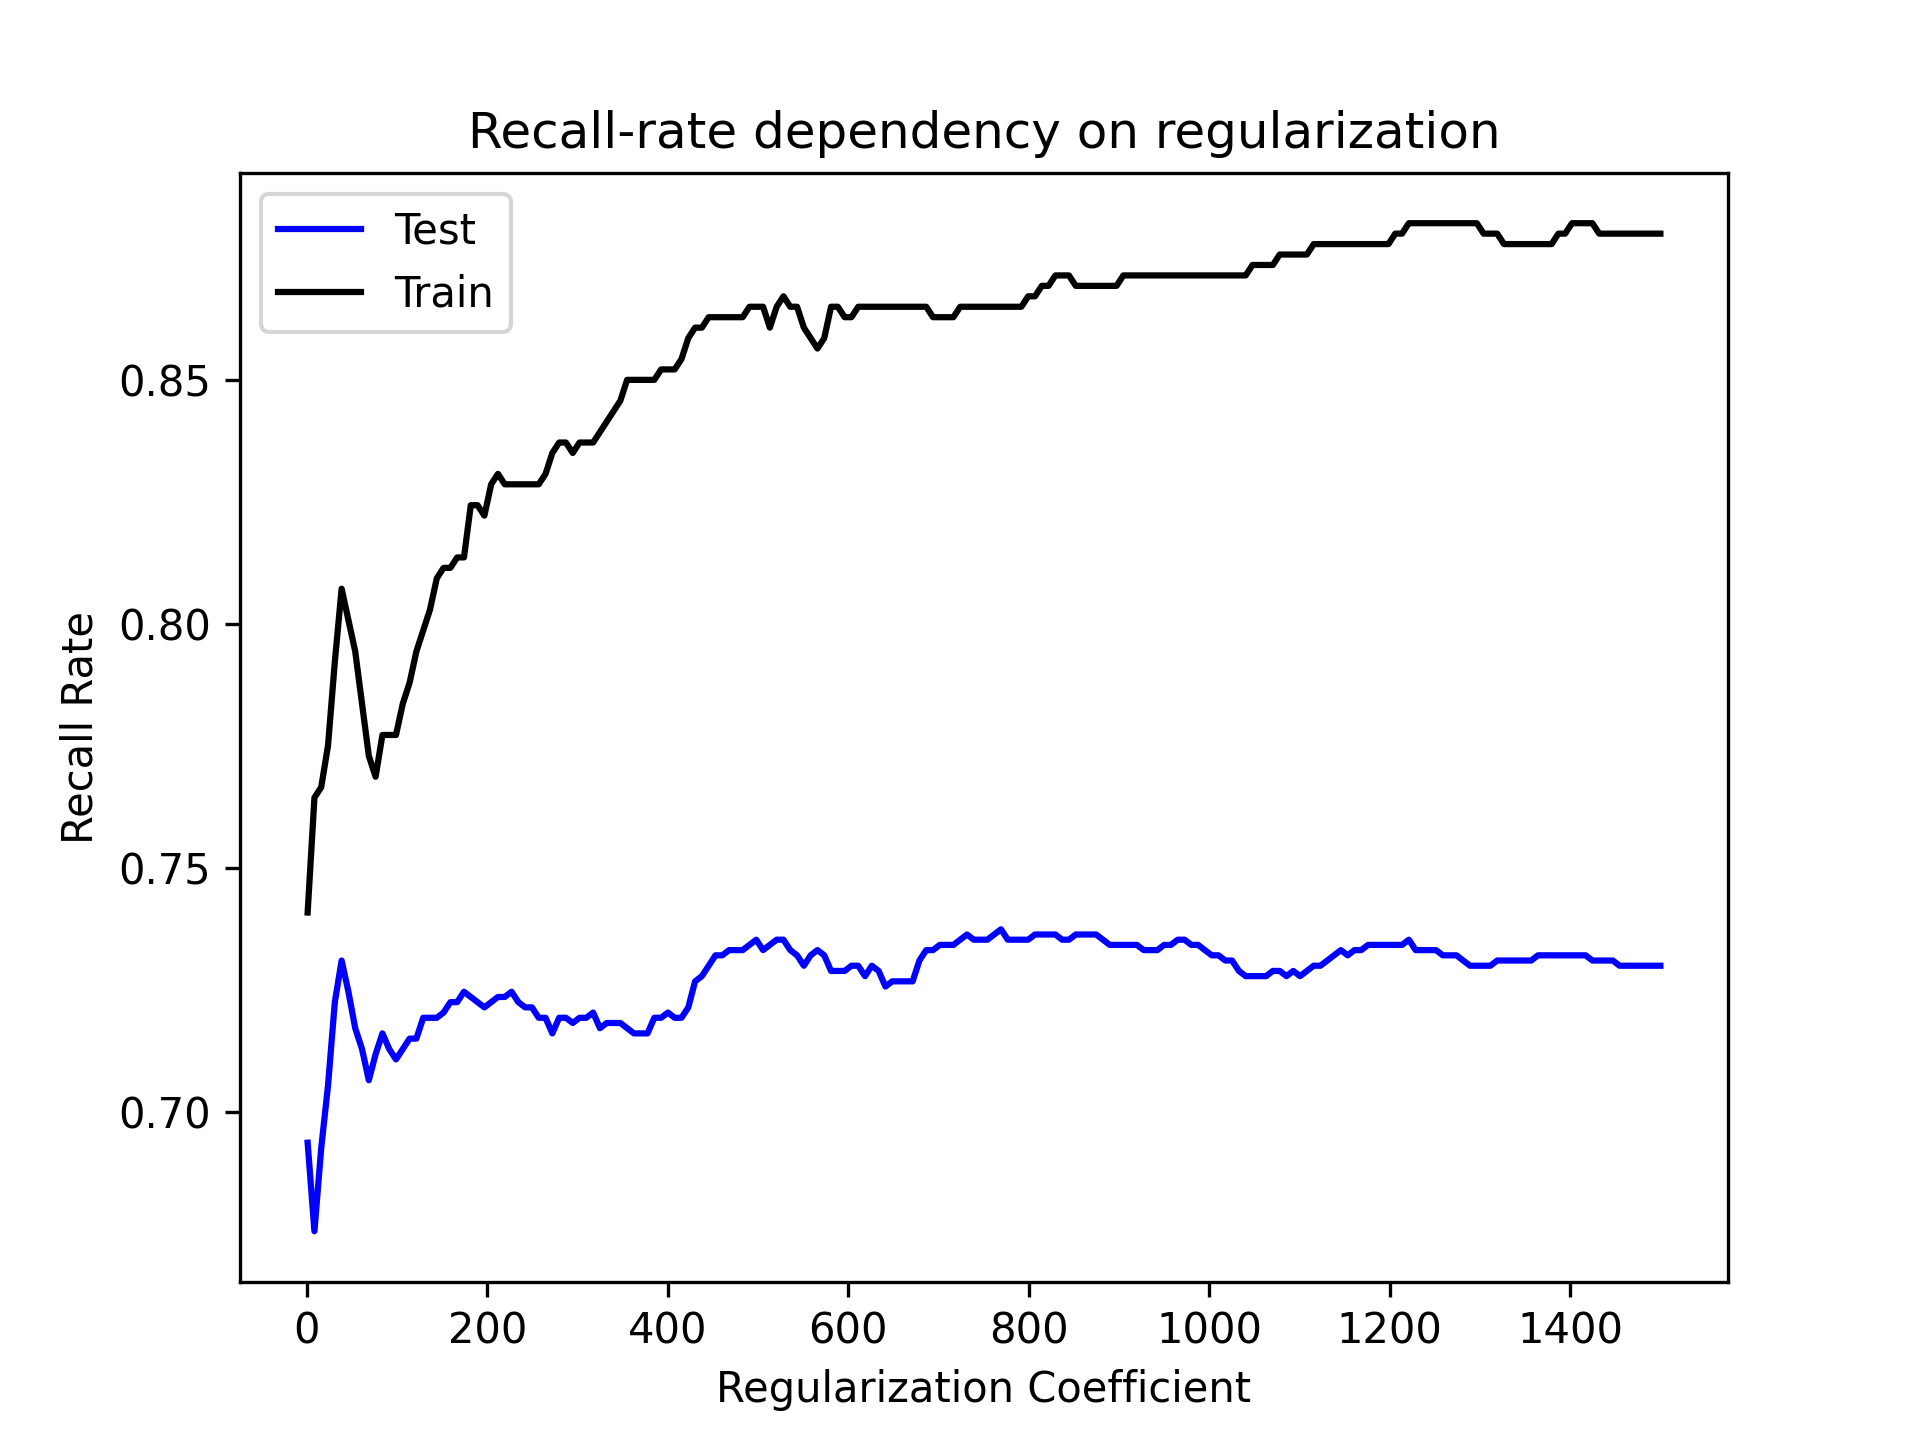 Recall-rate dependency on regularization
Test
Train
0.85
0.80
0.75
0.70
Recall Rate
0 200 400 600 800 1000 1200 1400
Regularization Coefficient